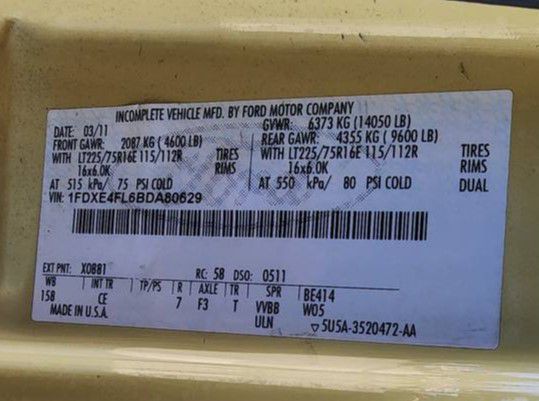 INCOMPLETE VEHICLE MFD. BY FORD MOTOR COMPANY
DATE: 03/11 GVWR: 6373 KG (14050 LB)
FRONT GAWR: 2087 KG ( 4600 LB) REAR GAWR: 4355 KG ( 9600 LB)
WITH LT225/75R16E 115/112R TIRES WITH LT225/75R16E 115/112R TIRES
16x6.0K RIMS 16x6.0K RIMS
AT 515 kPa/ 75 PSI COLD AT 550 kPa/ 80 PSI COLD DUAL
VIN: 1FDXE4FL6BDA80629
EXT PNT: X0881 RC: 58 DSO: 0511
WB INT TR TP/PS R AXLE TR SPR BE414
158 CE 7 F3 T VVBB W05
MADE IN U.S.A. ULN ▽5U5A-3520472-AA